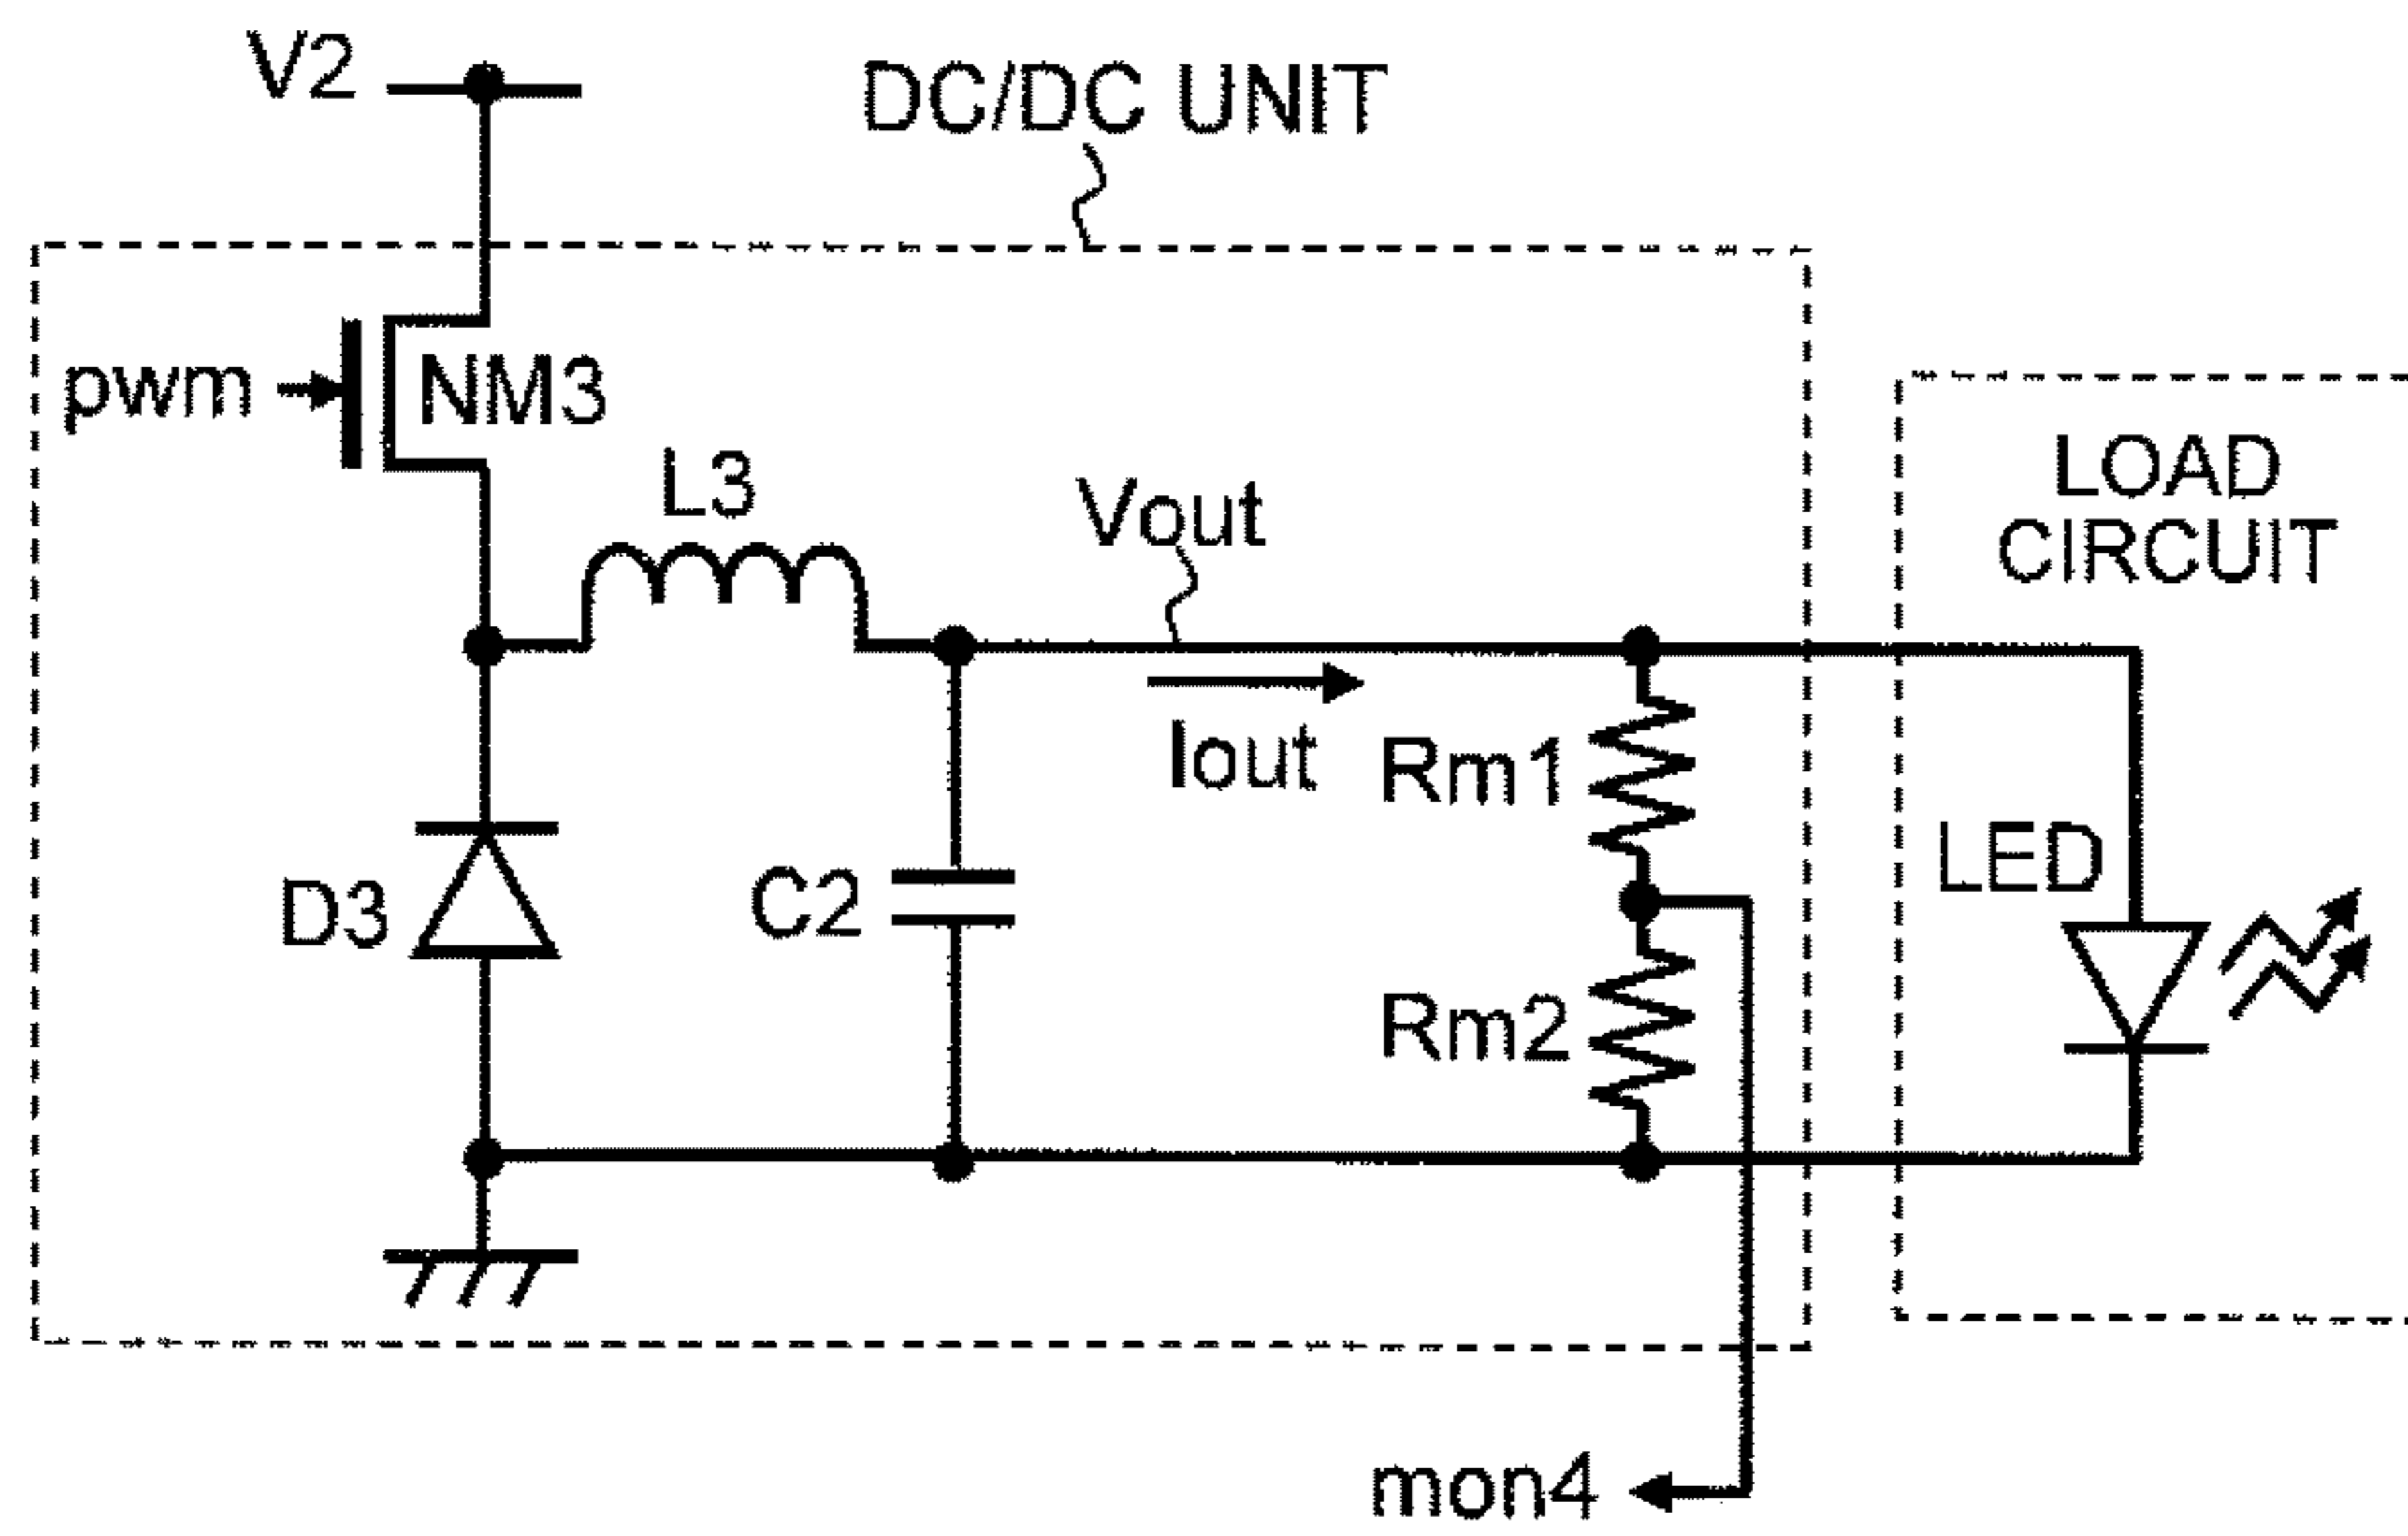 V2
DC/DC UNIT
pwm
NM3
L3
Vout
LOAD
CIRCUIT
Iout
Rm1
LED
D3
C2
Rm2
mon4